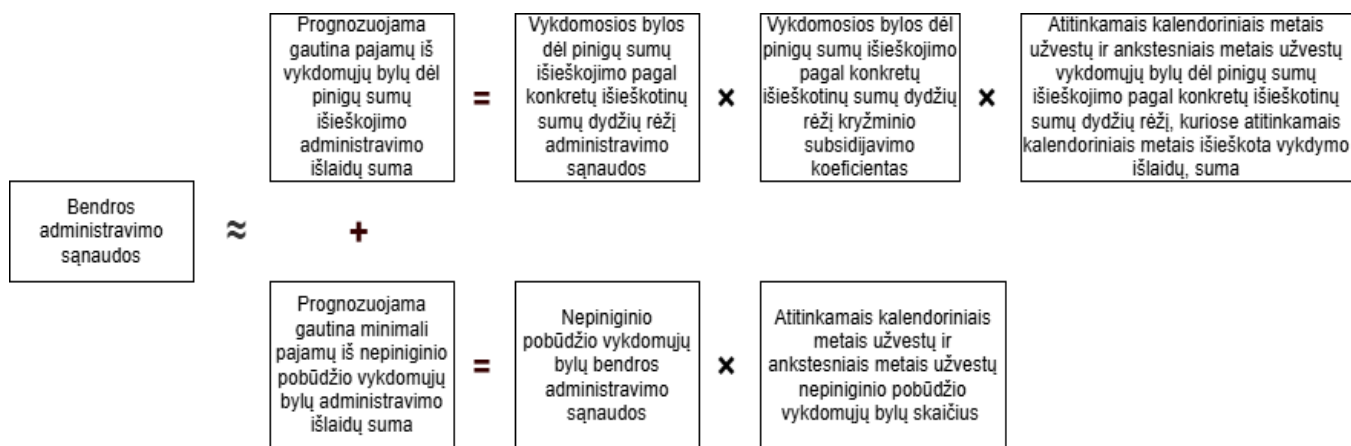 Prognozuojama
gautina pajamų iš
vykdomųjų bylų dėl
pinigų sumų
išieškojimo
administravimo
išlaidų suma
=
Vykdomosios bylos
dėl pinigų sumų
išieškojimo pagal
konkretų išieškotinų
sumų dydžių rėžį
administravimo
sąnaudos
×
Vykdomosios bylos dėl
pinigų sumų išieškojimo
pagal konkretų
išieškotinų sumų dydžių
rėžį kryžminio
subsidijavimo
koeficientas
×
Atitinkamais kalendoriniais metais
užvestų ir ankstesniais metais užvestų
vykdomųjų bylų dėl pinigų sumų
išieškojimo pagal konkretų išieškotinų
sumų dydžių rėžį, kuriose atitinkamais
kalendoriniais metais išieškota vykdymo
išlaidų, suma
Bendros
administravimo
sąnaudos
≈
+
Prognozuojama
gautina minimali
pajamų iš nepiniginio
pobūdžio vykdomųjų
bylų administravimo
išlaidų suma
=
Nepiniginio
pobūdžio vykdomųjų
bylų bendros
administravimo
sąnaudos
×
Atitinkamais kalendoriniais
metais užvestų ir
ankstesniais metais užvestų
nepiniginio pobūdžio
vykdomųjų bylų skaičius